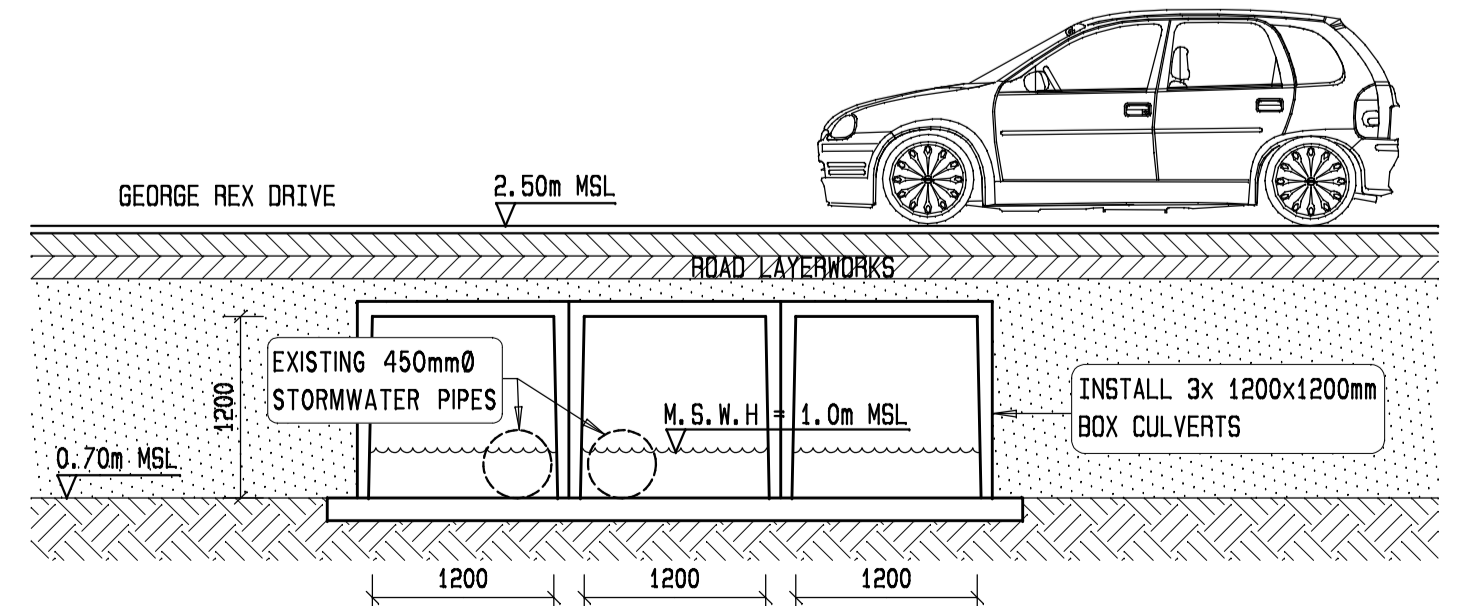 GEORGE REX DRIVE
2.50m MSL
ROAD LAYERWORKS
EXISTING 450mmØ
STORMWATER PIPES
1200
M.S.W.H = 1.0m MSL
INSTALL 3x 1200x1200mm
BOX CULVERTS
0.70m MSL
1200
1200
1200